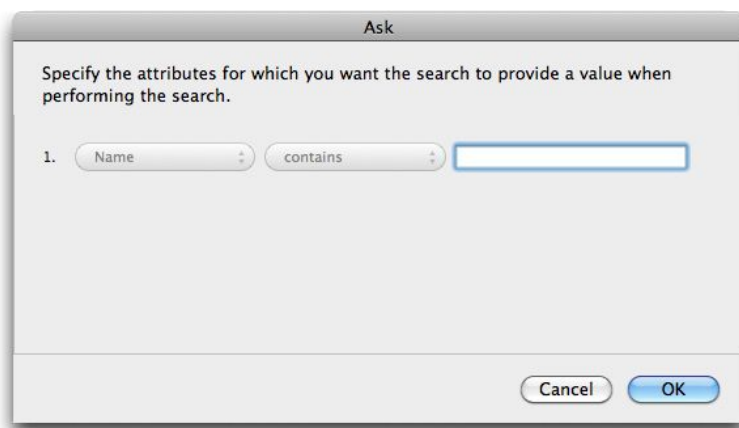 Ask
Specify the attributes for which you want the search to provide a value when
performing the search.
1. Name contains
Cancel OK